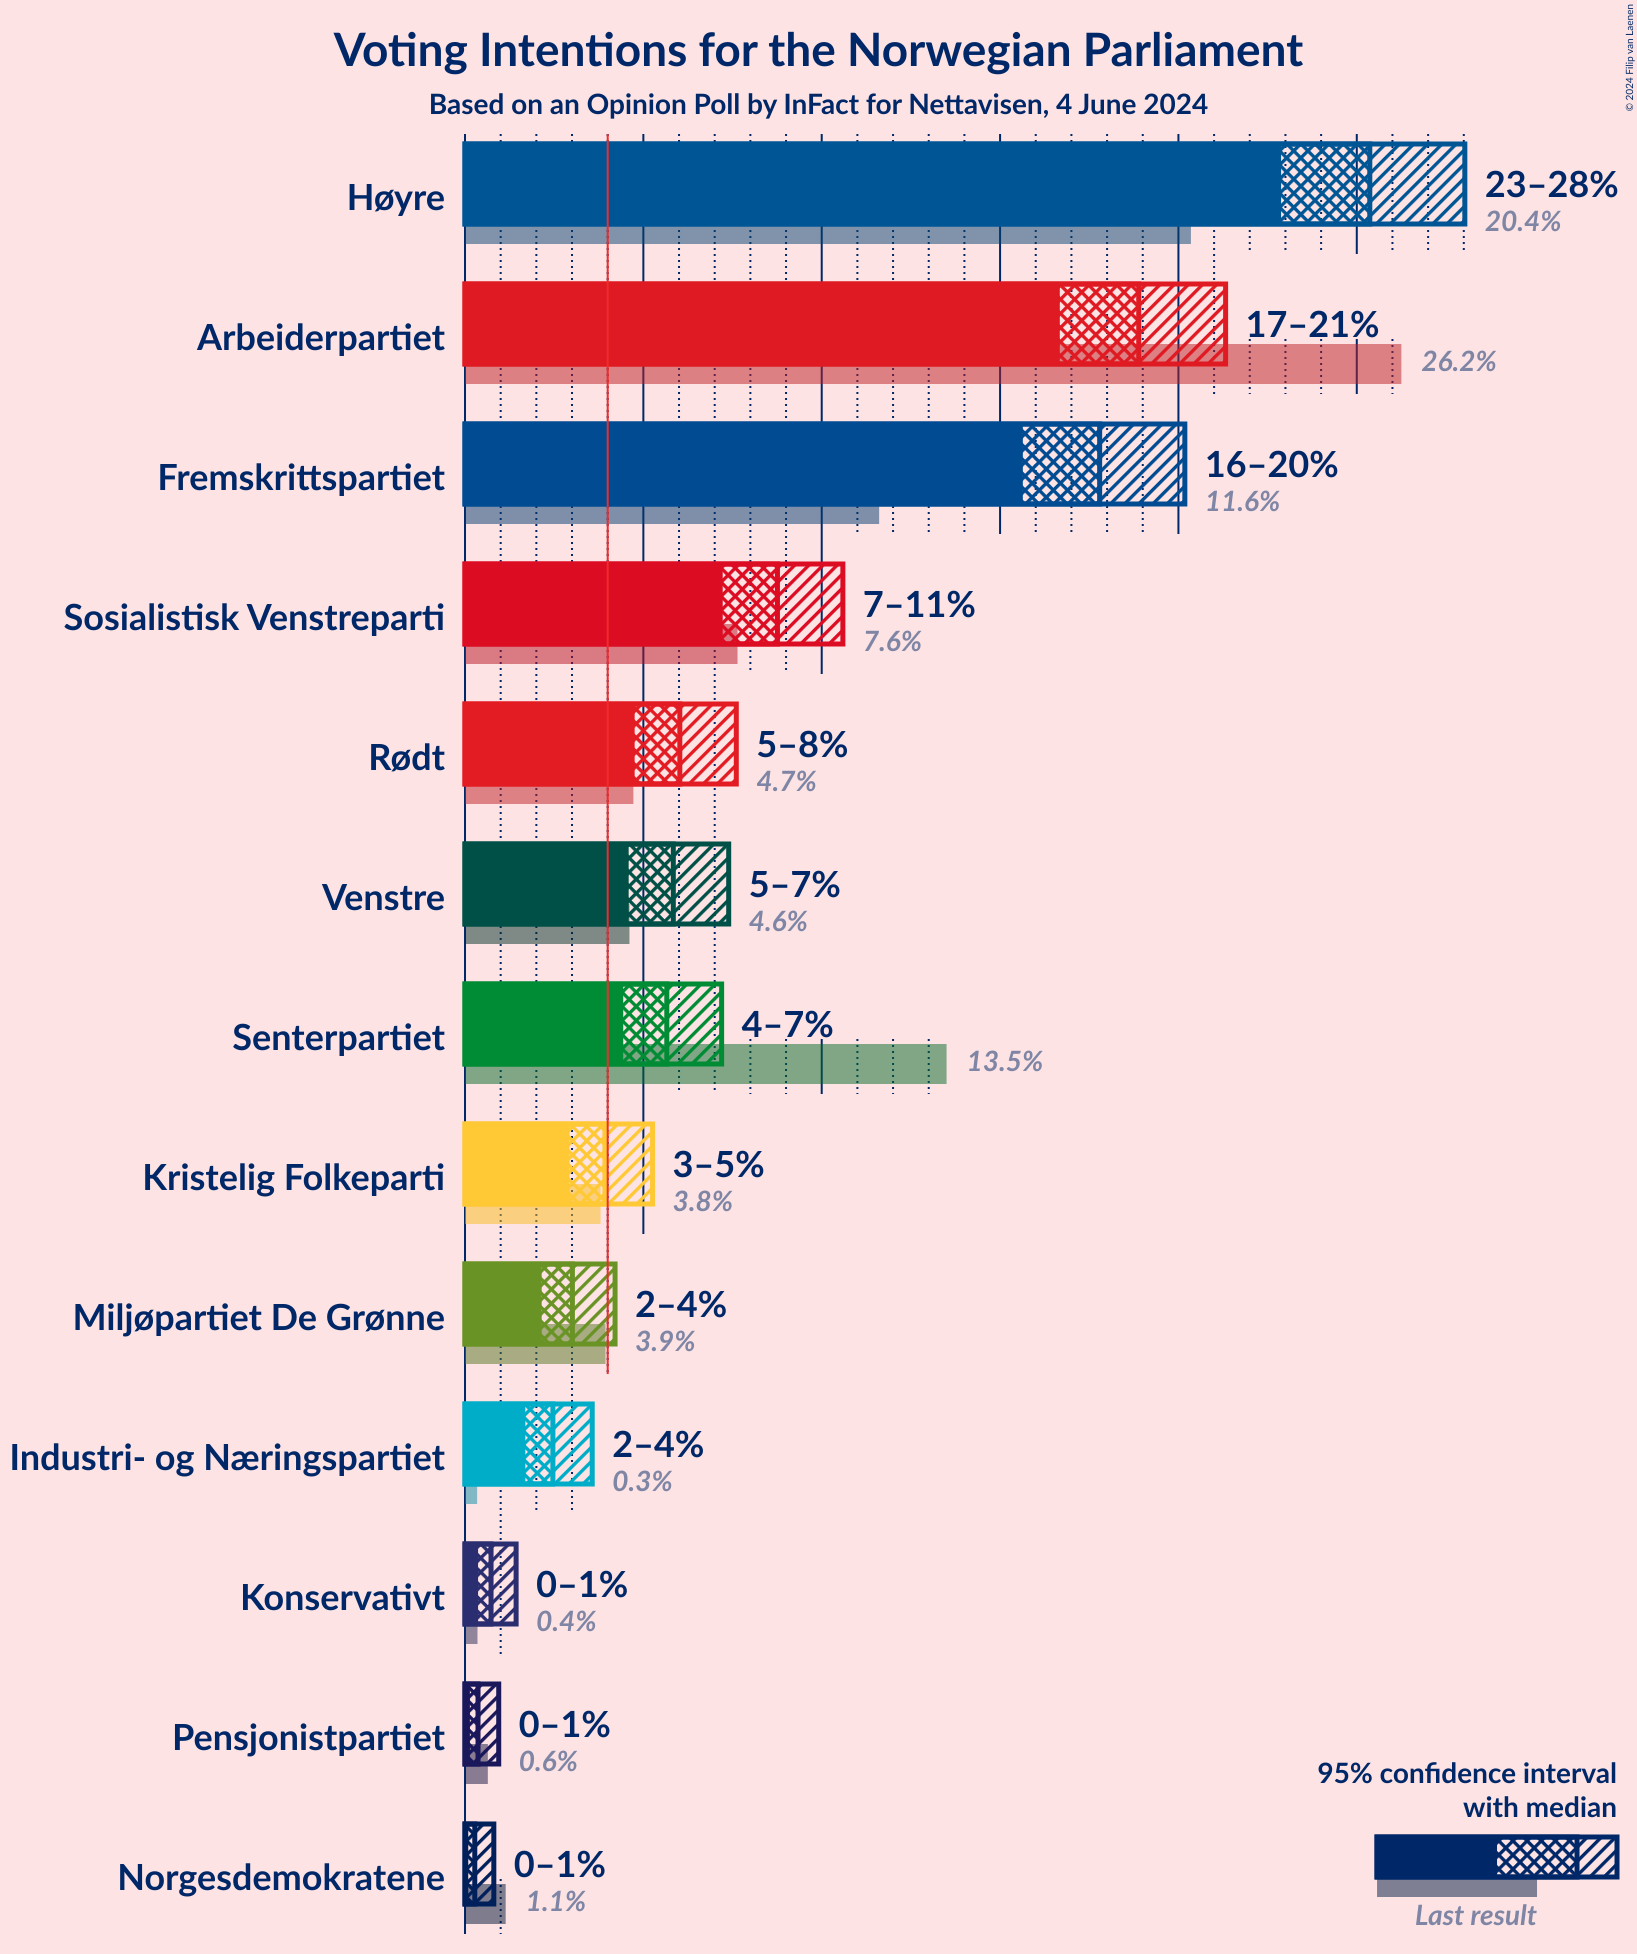 Voting Intentions for the Norwegian Parliament
Based on an Opinion Poll by InFact for Nettavisen, 4 June 2024
© 2024 Filip van Laenen
Høyre
23–28%
20.4%
Arbeiderpartiet
17–21%
26.2%
Fremskrittspartiet
16–20%
11.6%
Sosialistisk Venstreparti
7–11%
7.6%
Rødt
5–8%
4.7%
Venstre
5–7%
4.6%
Senterpartiet
4–7%
13.5%
Kristelig Folkeparti
3–5%
3.8%
Miljøpartiet De Grønne
2–4%
3.9%
Industri- og Næringspartiet
2–4%
0.3%
Konservativt
0–1%
0.4%
Pensjonistpartiet
0–1%
0.6%
Norgesdemokratene
0–1%
1.1%
95% confidence interval
with median
Last result